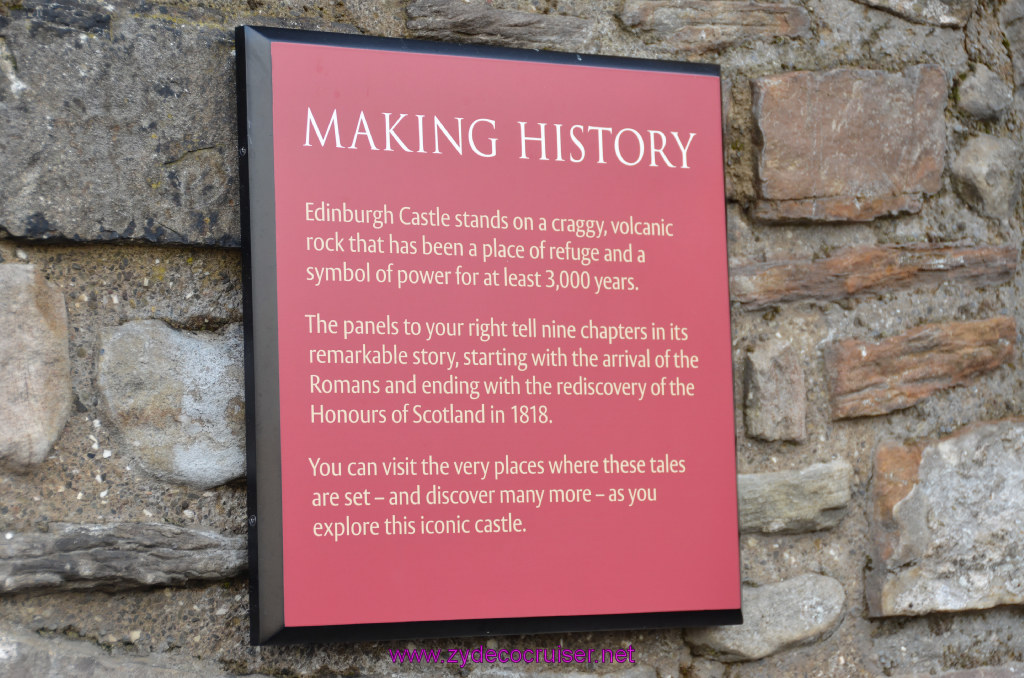 MAKING HISTORY
Edinburgh Castle stands on a craggy, volcanic
rock that has been a place of refuge and a
symbol of power for at least 3,000 years.
The panels to your right tell nine chapters in its
remarkable story, starting with the arrival of the
Romans and ending with the rediscovery of the
Honours of Scotland in 1818.
You can visit the very places where these tales
are set – and discover many more – as you
explore this iconic castle.
www.zydecocruiser.net